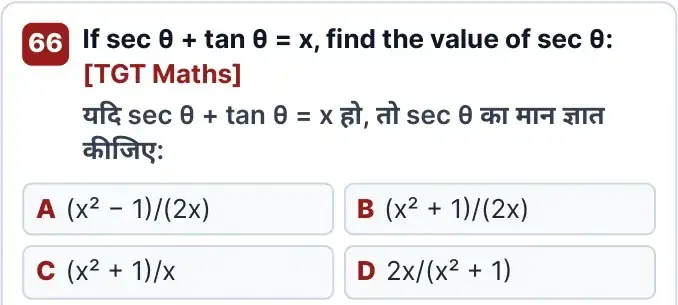 66 If sec θ + tan θ = x, find the value of sec θ:
[TGT Maths]
यदि sec θ + tan θ = x हो, तो sec θ का मान ज्ञात
कीजिए:
A (x² − 1)/(2x)
B (x² + 1)/(2x)
C (x² + 1)/x
D 2x/(x² + 1)